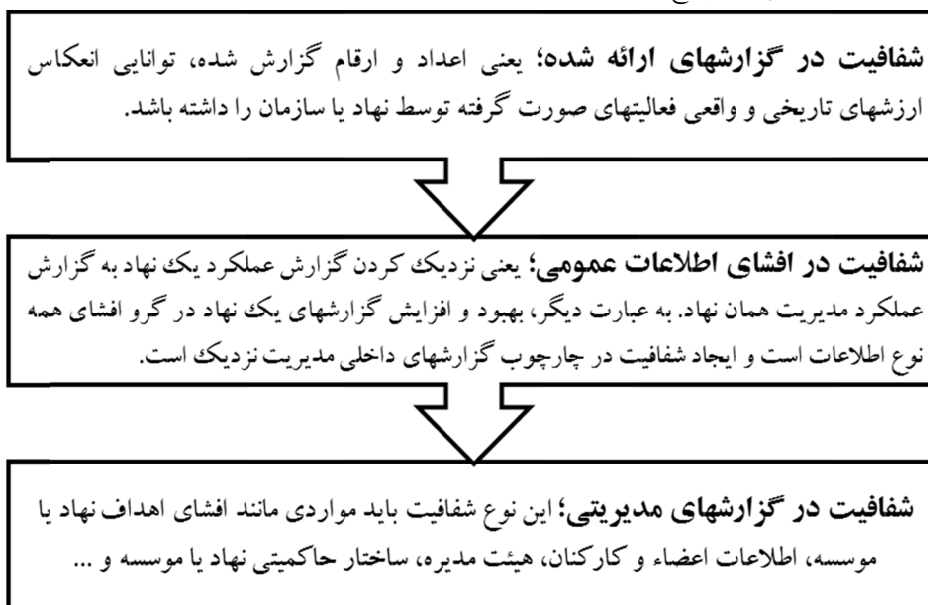 شفافیت در گزارشهای ارائه شده؛ یعنی اعداد و ارقام گزارش شده، توانایی انعکاس
ارزشهای تاریخی و واقعی فعالیتهای صورت گرفته توسط نهاد یا سازمان را داشته باشد.
شفافیت در افشای اطلاعات عمومی؛ یعنی نزدیک کردن گزارش عملکرد یک نهاد به گزارش
عملکرد مدیریت همان نهاد. به عبارت دیگر، بهبود و افزایش گزارشهای یک نهاد در گرو افشای همه
نوع اطلاعات است و ایجاد شفافیت در چارچوب گزارشهای داخلی مدیریت نزدیک است.
شفافیت در گزارشهای مدیریتی؛ این نوع شفافیت باید مواردی مانند افشای اهداف نهاد یا
موسسه، اطلاعات اعضاء و کارکنان، هیئت مدیره، ساختار حاکمیتی نهاد یا موسسه و ...